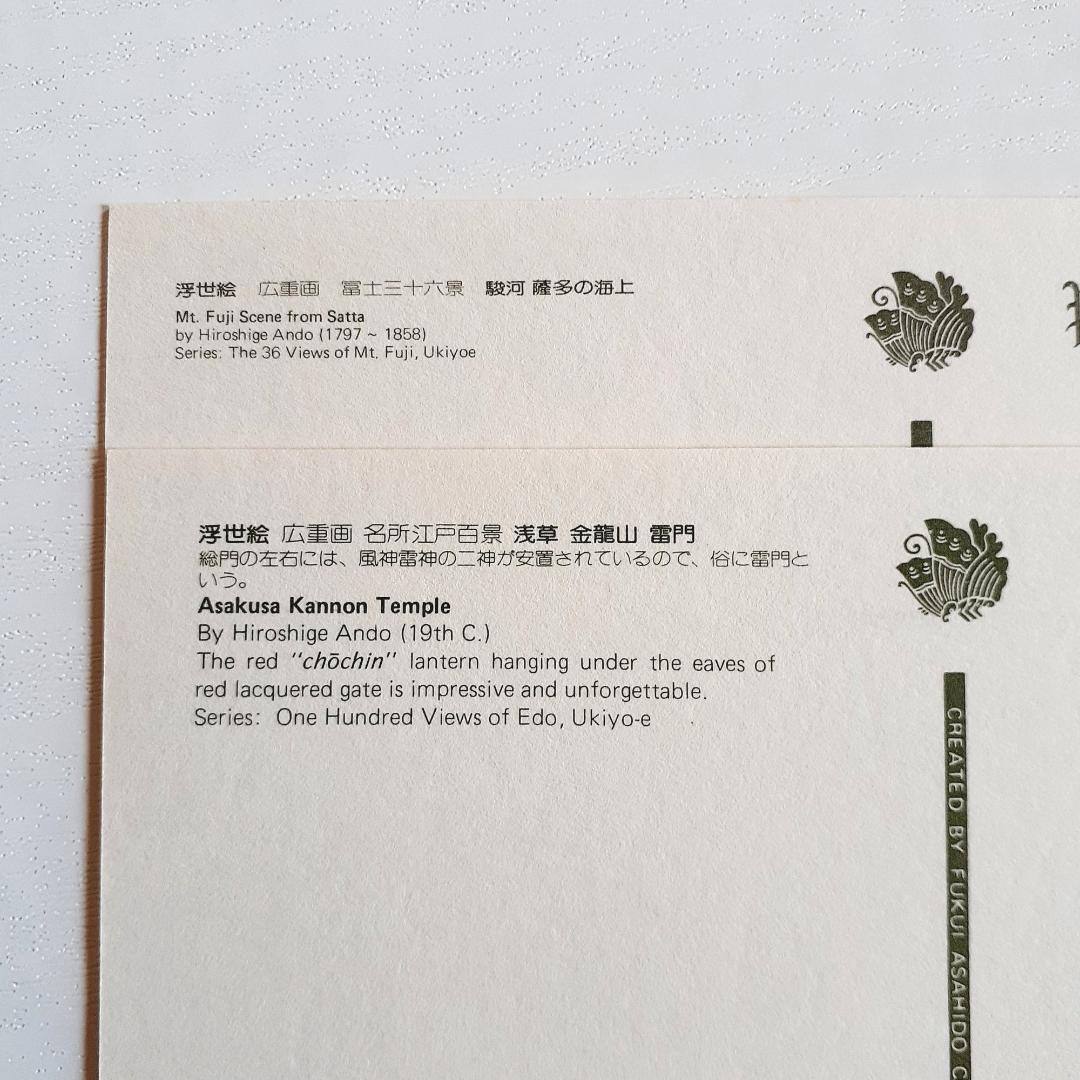 浮世絵 広重画 冨士三十六景 駿河 薩多の海上
Mt. Fuji Scene from Satta
by Hiroshige Ando (1797 ~ 1858)
Series: The 36 Views of Mt. Fuji, Ukiyoe
浮世絵 広重画 名所江戸百景 浅草 金龍山 雷門
総門の左右には、風神雷神の二神が安置されているので、俗に雷門と
いう。
Asakusa Kannon Temple
By Hiroshige Ando (19th C.)
The red "chōchin" lantern hanging under the eaves of
red lacquered gate is impressive and unforgettable.
Series: One Hundred Views of Edo, Ukiyo-e
CREATED BY FUKUI ASAHIDO